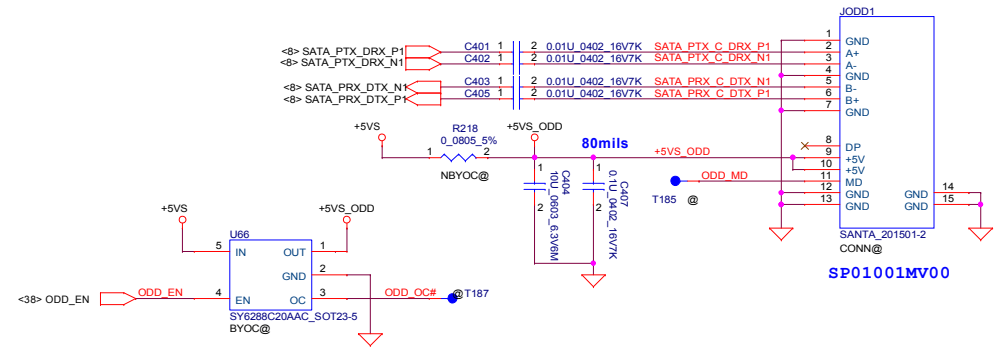 JODD1
1 GND
<8> SATA_PTX_DRX_P1 C401 1 2 0.01U_0402_16V7K SATA_PTX_C_DRX_P1 2 A+
<8> SATA_PTX_DRX_N1 C402 1 2 0.01U_0402_16V7K SATA_PTX_C_DRX_N1 3 A-
4 GND
<8> SATA_PRX_DTX_N1 C403 1 2 0.01U_0402_16V7K SATA_PRX_C_DTX_N1 5 B-
<8> SATA_PRX_DTX_P1 C405 1 2 0.01U_0402_16V7K SATA_PRX_C_DTX_P1 6 B+
7 GND
+5VS R218 +5VS_ODD
0_0805_5%
80mils
8 DP
1 2 +5VS_ODD 9 +5V
10 +5V
NBYOC@
ODD_MD 11 MD
T185 @
12 GND GND 14
13 GND GND 15
1 2 C404 10U_0603_6.3V6M
1 2 C407 0.1U_0402_16V7K
SANTA_201501-2
CONN@
SP01001MV00
+5VS +5VS_ODD
U66
5 IN OUT 1
GND 2
<38> ODD_EN ODD_EN 4 EN OC 3 ODD_OC# @T187
SY6288C20AAC_SOT23-5
BYOC@